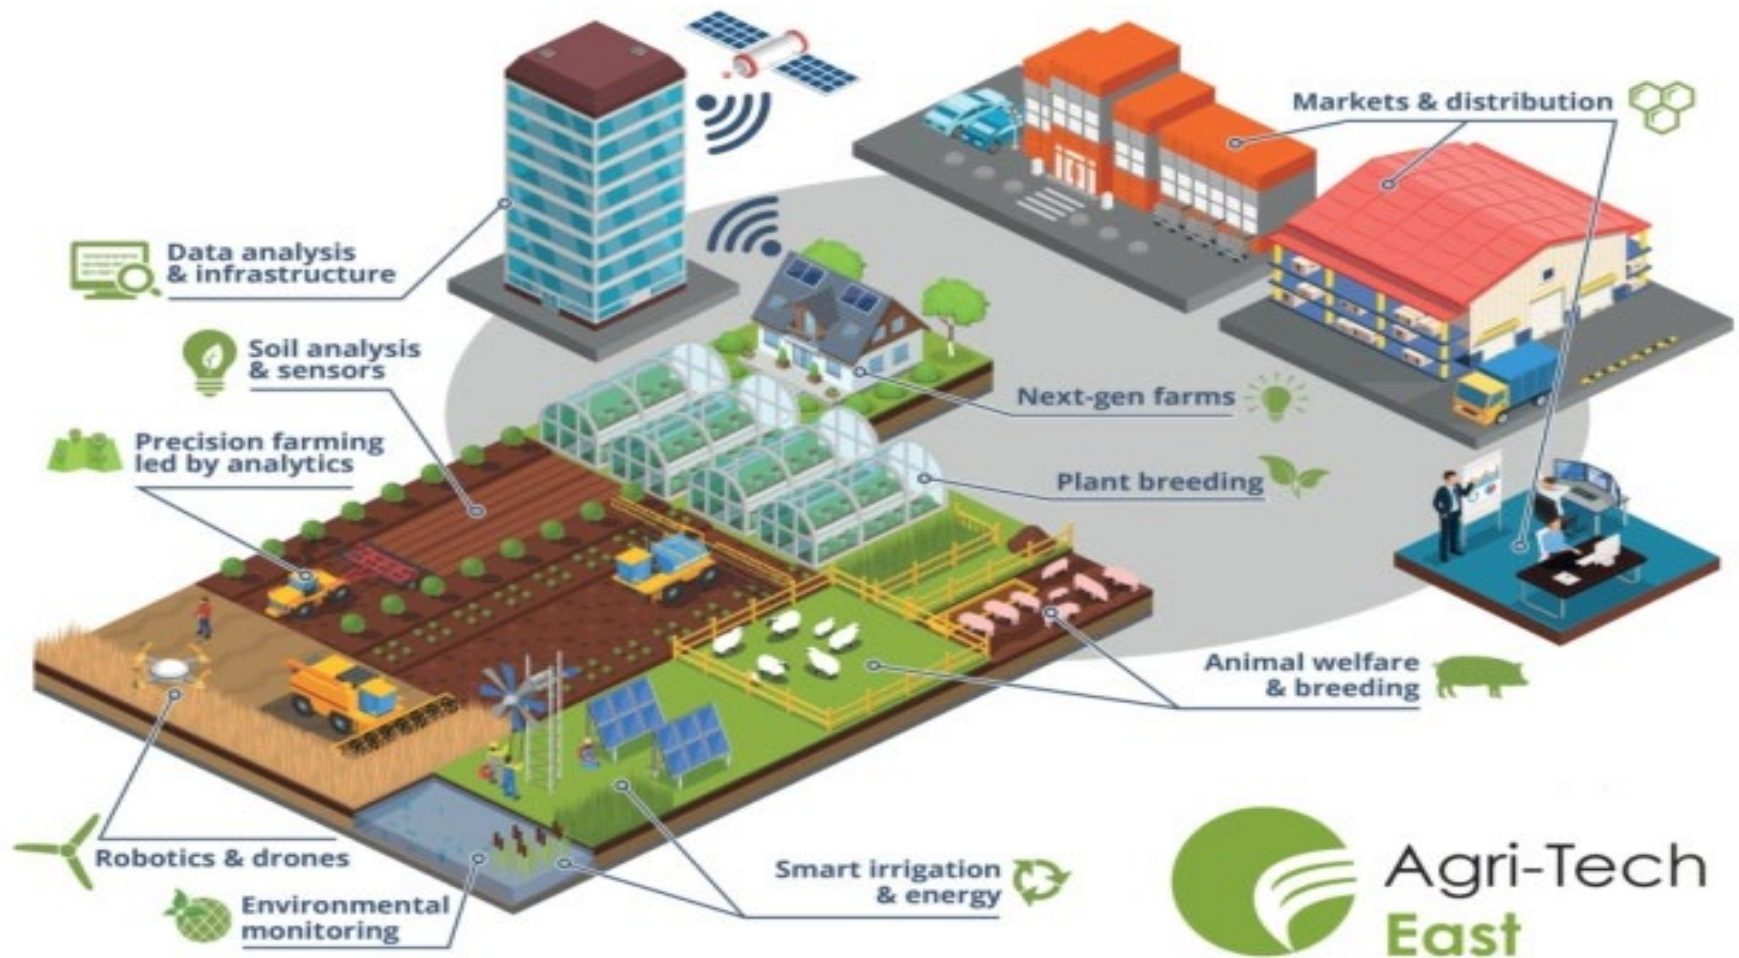 Markets & distribution
Data analysis
& infrastructure
Soil analysis
& sensors
Next-gen farms
Precision farming
led by analytics
Plant breeding
Animal welfare
& breeding
Robotics & drones
Smart irrigation
& energy
Environmental
monitoring
Agri-Tech
East